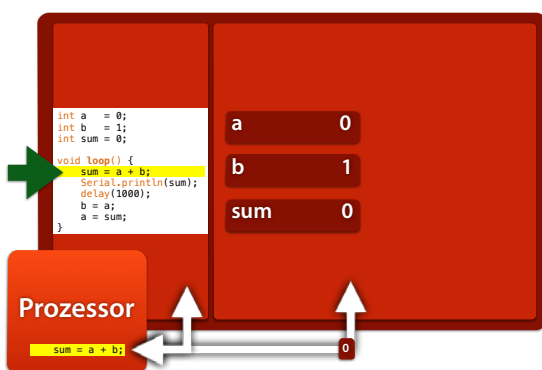 int a   = 0;
int b   = 1;
int sum = 0;
void loop() {
    sum = a + b;
    Serial.println(sum);
    delay(1000);
    b = a;
    a = sum;
}
a 0
b 1
sum 0
Prozessor
sum = a + b;
0